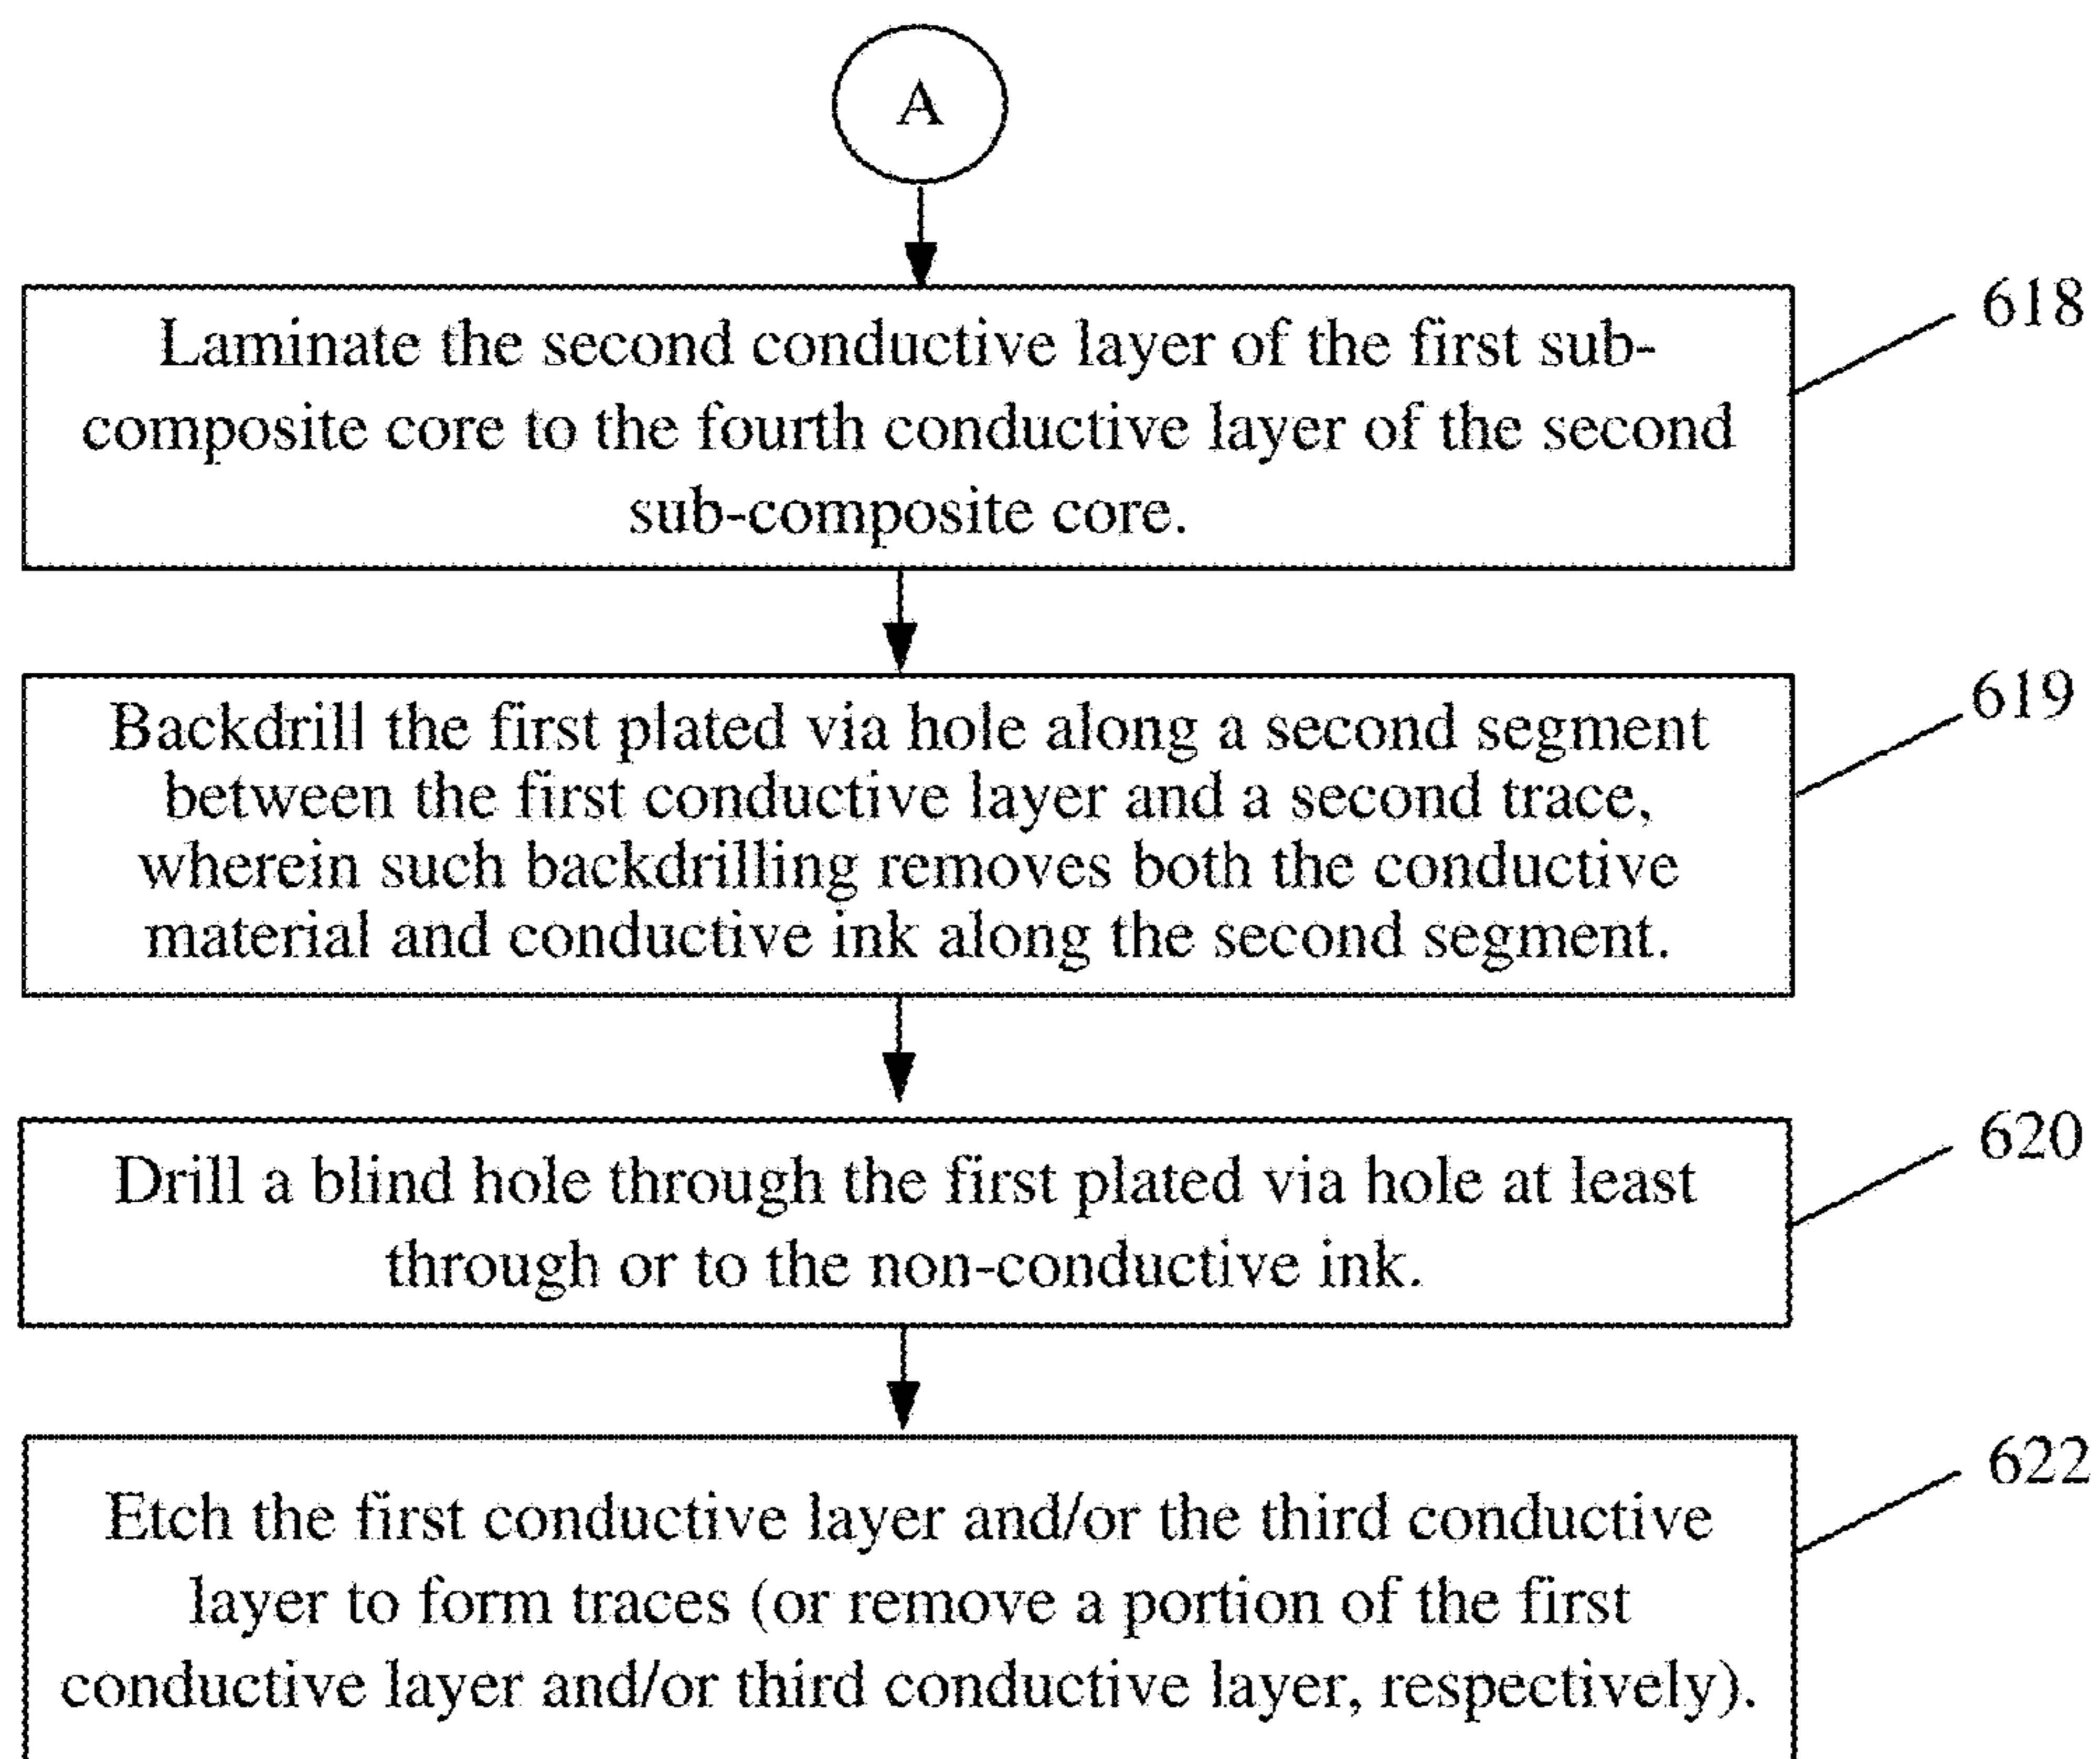 A
Laminate the second conductive layer of the first sub-
composite core to the fourth conductive layer of the second
sub-composite core.
618
Backdrill the first plated via hole along a second segment
between the first conductive layer and a second trace,
wherein such backdrilling removes both the conductive
material and conductive ink along the second segment.
619
Drill a blind hole through the first plated via hole at least
through or to the non-conductive ink.
620
Etch the first conductive layer and/or the third conductive
layer to form traces (or remove a portion of the first
conductive layer and/or third conductive layer, respectively).
622